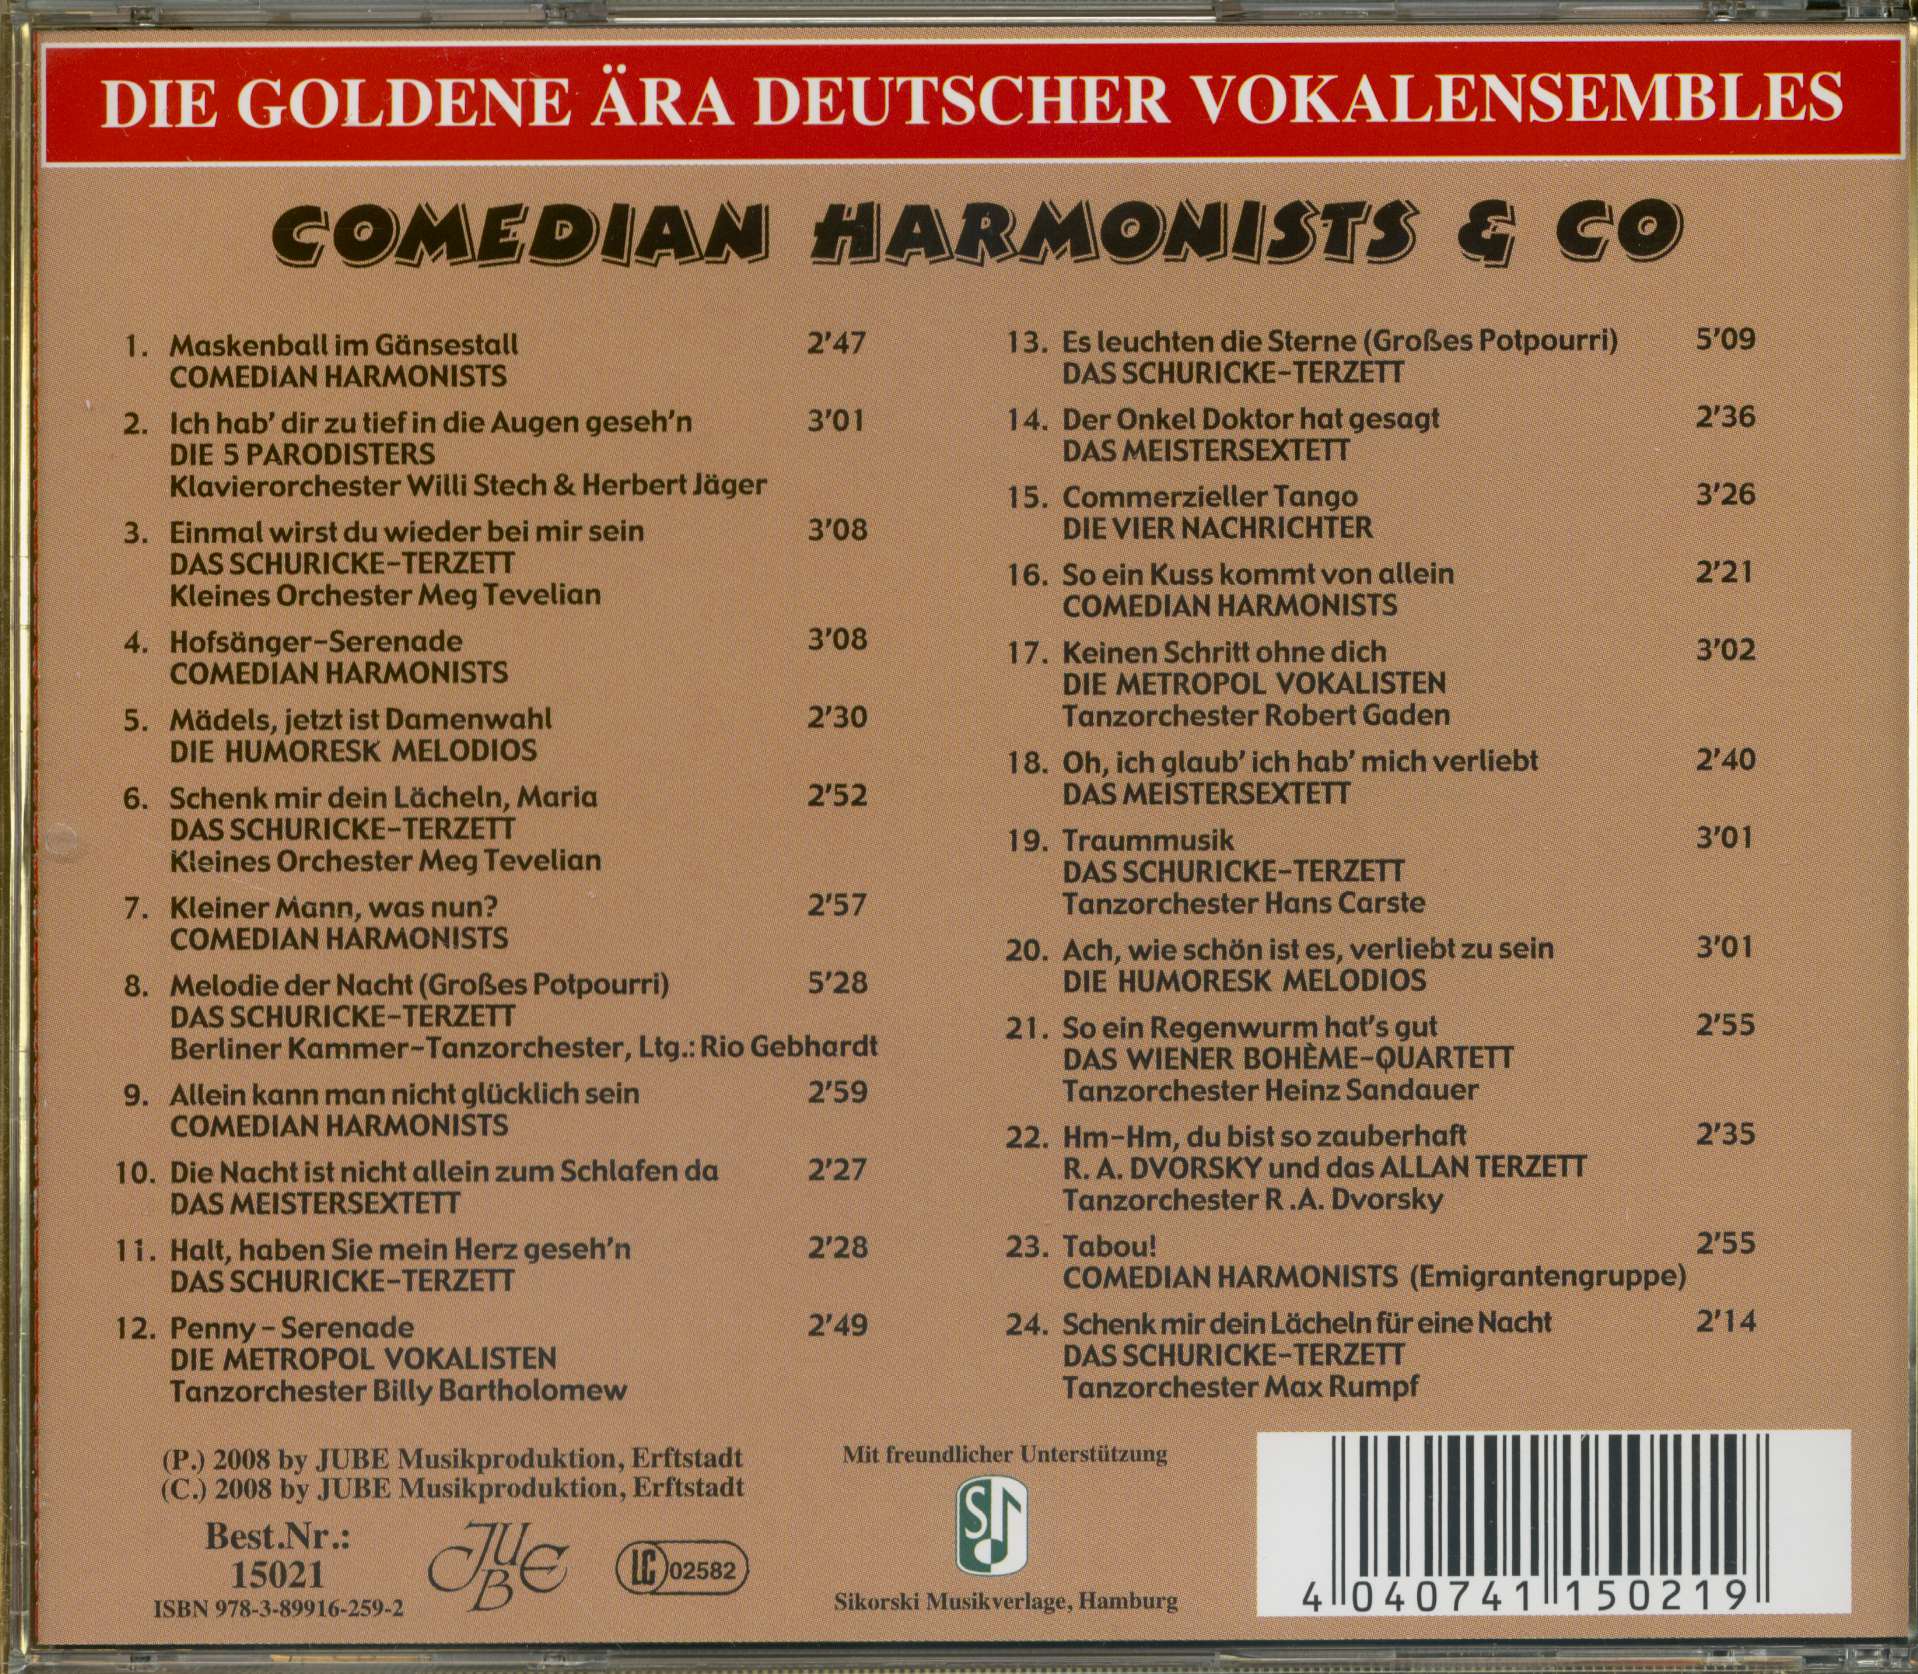 DIE GOLDENE ÄRA DEUTSCHER VOKALENSEMBLES
COMEDIAN HARMONISTS & CO
1. Maskenball im Gänsestall 2'47
COMEDIAN HARMONISTS
2. Ich hab' dir zu tief in die Augen geseh'n 3'01
DIE 5 PARODISTERS
Klavierorchester Willi Stech & Herbert Jäger
3. Einmal wirst du wieder bei mir sein 3'08
DAS SCHURICKE-TERZETT
Kleines Orchester Meg Tevelian
4. Hofsänger-Serenade 3'08
COMEDIAN HARMONISTS
5. Mädels, jetzt ist Damenwahl 2'30
DIE HUMORESK MELODIOS
6. Schenk mir dein Lächeln, Maria 2'52
DAS SCHURICKE-TERZETT
Kleines Orchester Meg Tevelian
7. Kleiner Mann, was nun? 2'57
COMEDIAN HARMONISTS
8. Melodie der Nacht (Großes Potpourri) 5'28
DAS SCHURICKE-TERZETT
Berliner Kammer-Tanzorchester, Ltg.: Rio Gebhardt
9. Allein kann man nicht glücklich sein 2'59
COMEDIAN HARMONISTS
10. Die Nacht ist nicht allein zum Schlafen da 2'27
DAS MEISTERSEXTETT
11. Halt, haben Sie mein Herz geseh'n 2'28
DAS SCHURICKE-TERZETT
12. Penny - Serenade 2'49
DIE METROPOL VOKALISTEN
Tanzorchester Billy Bartholomew
13. Es leuchten die Sterne (Großes Potpourri) 5'09
DAS SCHURICKE-TERZETT
14. Der Onkel Doktor hat gesagt 2'36
DAS MEISTERSEXTETT
15. Commerzieller Tango 3'26
DIE VIER NACHRICHTER
16. So ein Kuss kommt von allein 2'21
COMEDIAN HARMONISTS
17. Keinen Schritt ohne dich 3'02
DIE METROPOL VOKALISTEN
Tanzorchester Robert Gaden
18. Oh, ich glaub' ich hab' mich verliebt 2'40
DAS MEISTERSEXTETT
19. Traummusik 3'01
DAS SCHURICKE-TERZETT
Tanzorchester Hans Carste
20. Ach, wie schön ist es, verliebt zu sein 3'01
DIE HUMORESK MELODIOS
21. So ein Regenwurm hat's gut 2'55
DAS WIENER BOHÈME-QUARTETT
Tanzorchester Heinz Sandauer
22. Hm-Hm, du bist so zauberhaft 2'35
R. A. DVORSKY und das ALLAN TERZETT
Tanzorchester R .A. Dvorsky
23. Tabou! 2'55
COMEDIAN HARMONISTS (Emigrantengruppe)
24. Schenk mir dein Lächeln für eine Nacht 2'14
DAS SCHURICKE-TERZETT
Tanzorchester Max Rumpf
(P.) 2008 by JUBE Musikproduktion, Erftstadt
(C.) 2008 by JUBE Musikproduktion, Erftstadt
Best.Nr.:
15021
ISBN 978-3-89916-259-2
JUBE
LC 02582
Mit freundlicher Unterstützung
S
Sikorski Musikverlage, Hamburg
4 040741 150219